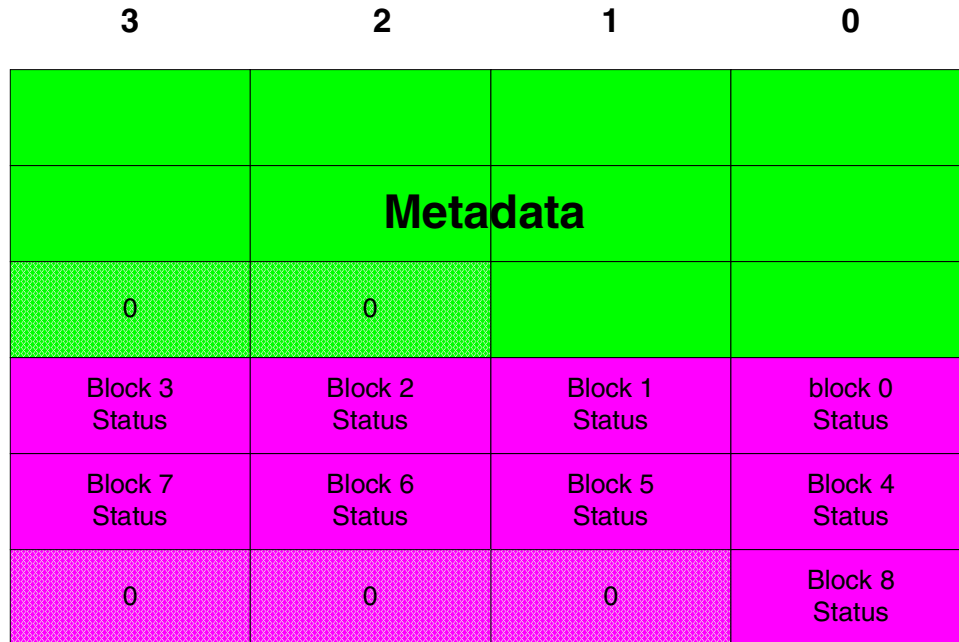 3 2 1 0
Metadata
0 0
Block 3 Status Block 2 Status Block 1 Status block 0 Status
Block 7 Status Block 6 Status Block 5 Status Block 4 Status
0 0 0 Block 8 Status